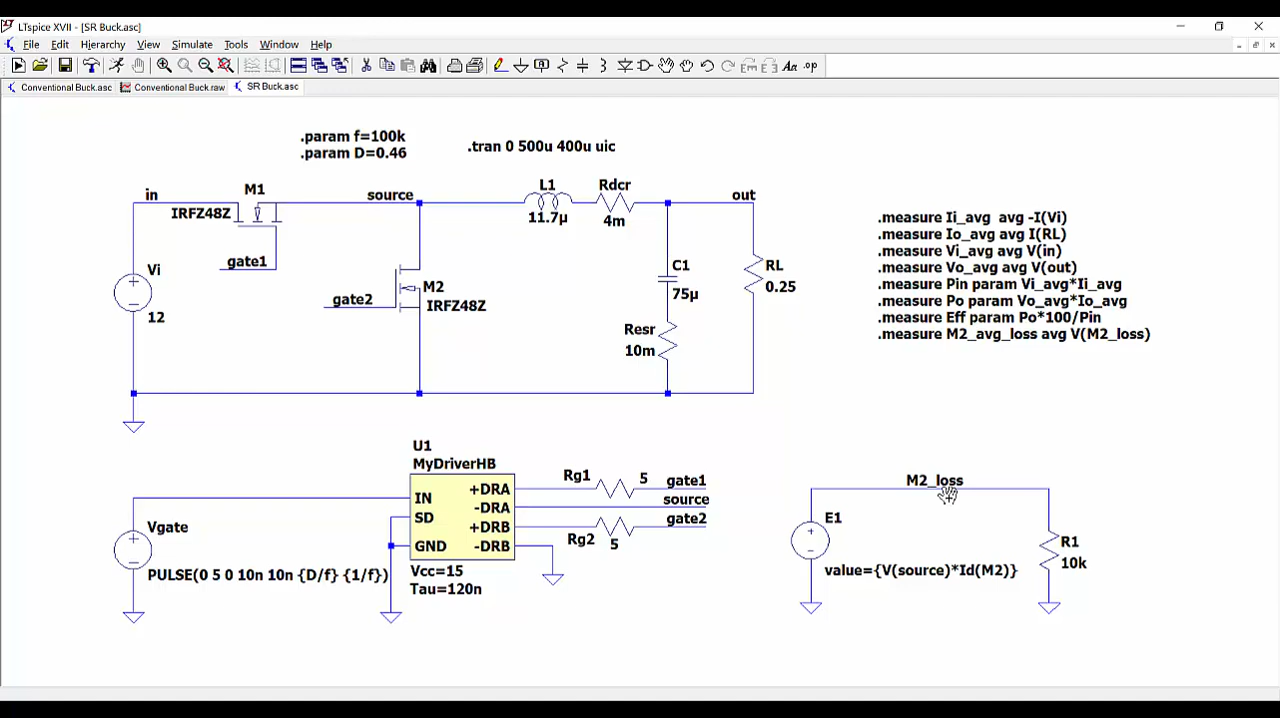 LTspice XVII - [SR Buck.asc]
File Edit Hierarchy View Simulate Tools Window Help
Conventional Buck.asc Conventional Buck.raw SR Buck.asc
.param f=100k
.param D=0.46
.tran 0 500u 400u uic
in
M1
IRFZ48Z
gate1
source
L1
11.7µ
Rdcr
4m
out
Vi
12
gate2
M2
IRFZ48Z
C1
75µ
Resr
10m
RL
0.25
.measure Ii_avg avg -I(Vi)
.measure Io_avg avg I(RL)
.measure Vi_avg avg V(in)
.measure Vo_avg avg V(out)
.measure Pin param Vi_avg*Ii_avg
.measure Po param Vo_avg*Io_avg
.measure Eff param Po*100/Pin
.measure M2_avg_loss avg V(M2_loss)
Vgate
PULSE(0 5 0 10n 10n {D/f} {1/f})
U1
MyDriverHB
IN +DRA
SD -DRA
+DRB
GND -DRB
Vcc=15
Tau=120n
Rg1 5 gate1
source
Rg2 5 gate2
M2_loss
E1
value={V(source)*Id(M2)}
R1
10k